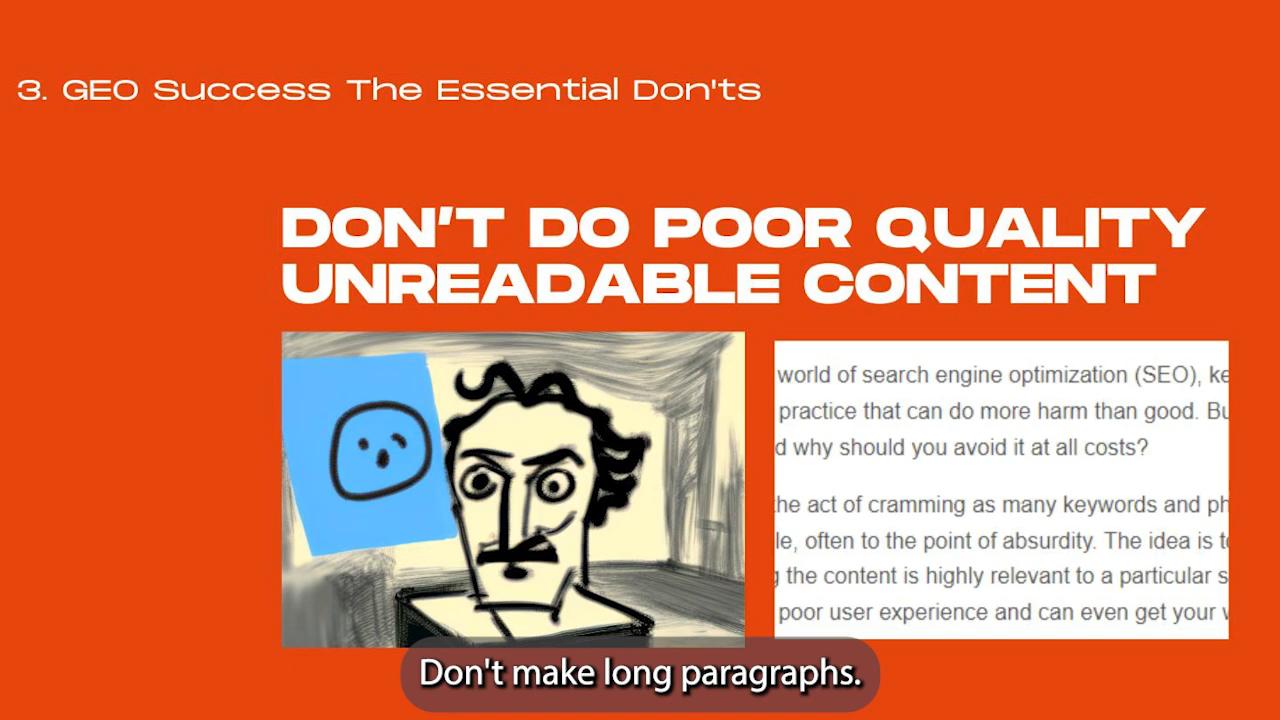 3. GEO Success The Essential Don'ts
DON'T DO POOR QUALITY
UNREADABLE CONTENT
world of search engine optimization (SEO), ke
practice that can do more harm than good. Bu
d why should you avoid it at all costs?
the act of cramming as many keywords and ph
le, often to the point of absurdity. The idea is to
g the content is highly relevant to a particular s
poor user experience and can even get your w
Don't make long paragraphs.